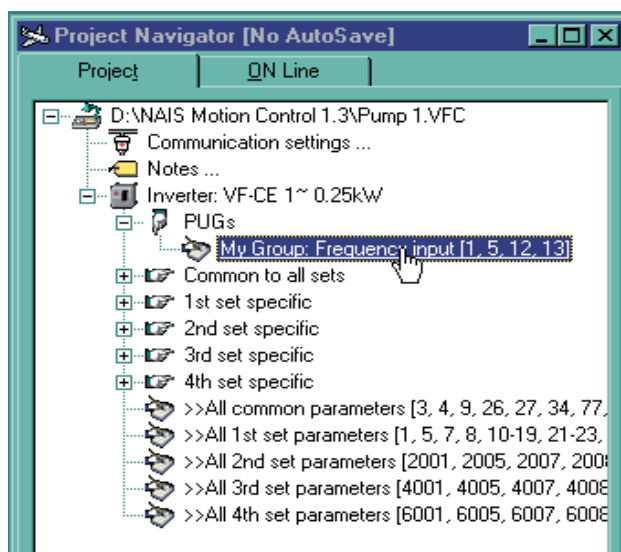 Project Navigator [No AutoSave]
Project ON Line
D:\NAIS Motion Control 1.3\Pump 1.VFC
Communication settings ...
Notes ...
Inverter: VF-CE 1~ 0.25kW
PUGs
My Group: Frequency input [1, 5, 12, 13]
Common to all sets
1st set specific
2nd set specific
3rd set specific
4th set specific
>>All common parameters [3, 4, 9, 26, 27, 34, 77,
>>All 1st set parameters [1, 5, 7, 8, 10-19, 21-23,
>>All 2nd set parameters [2001, 2005, 2007, 2008
>>All 3rd set parameters [4001, 4005, 4007, 4008
>>All 4th set parameters [6001, 6005, 6007, 6008